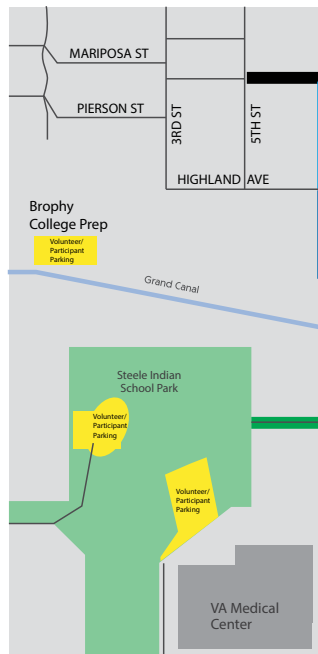 MARIPOSA ST
PIERSON ST
3RD ST
5TH ST
HIGHLAND AVE
Brophy
College Prep
Volunteer/
Participant
Parking
Grand Canal
Steele Indian
School Park
Volunteer/
Participant
Parking
Volunteer/
Participant
Parking
VA Medical
Center